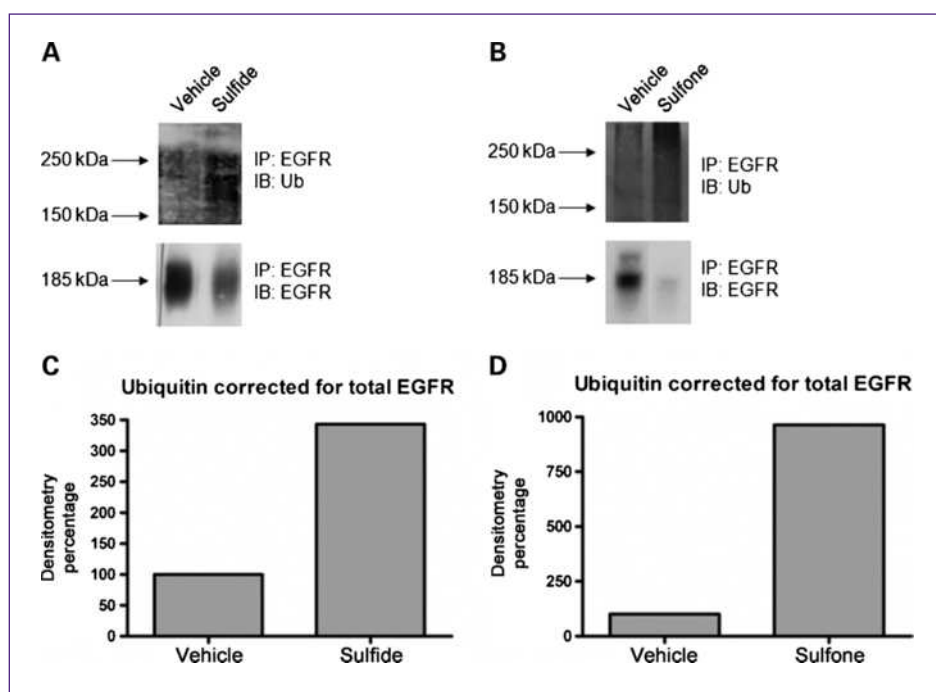 A
Vehicle
Sulfide
250 kDa
150 kDa
IP: EGFR
IB: Ub
185 kDa
IP: EGFR
IB: EGFR
B
Vehicle
Sulfone
250 kDa
150 kDa
IP: EGFR
IB: Ub
185 kDa
IP: EGFR
IB: EGFR
C
Ubiquitin corrected for total EGFR
Densitometry
percentage
350
300
250
200
150
100
50
0
Vehicle
Sulfide
D
Ubiquitin corrected for total EGFR
Densitometry
percentage
1000
750
500
250
0
Vehicle
Sulfone